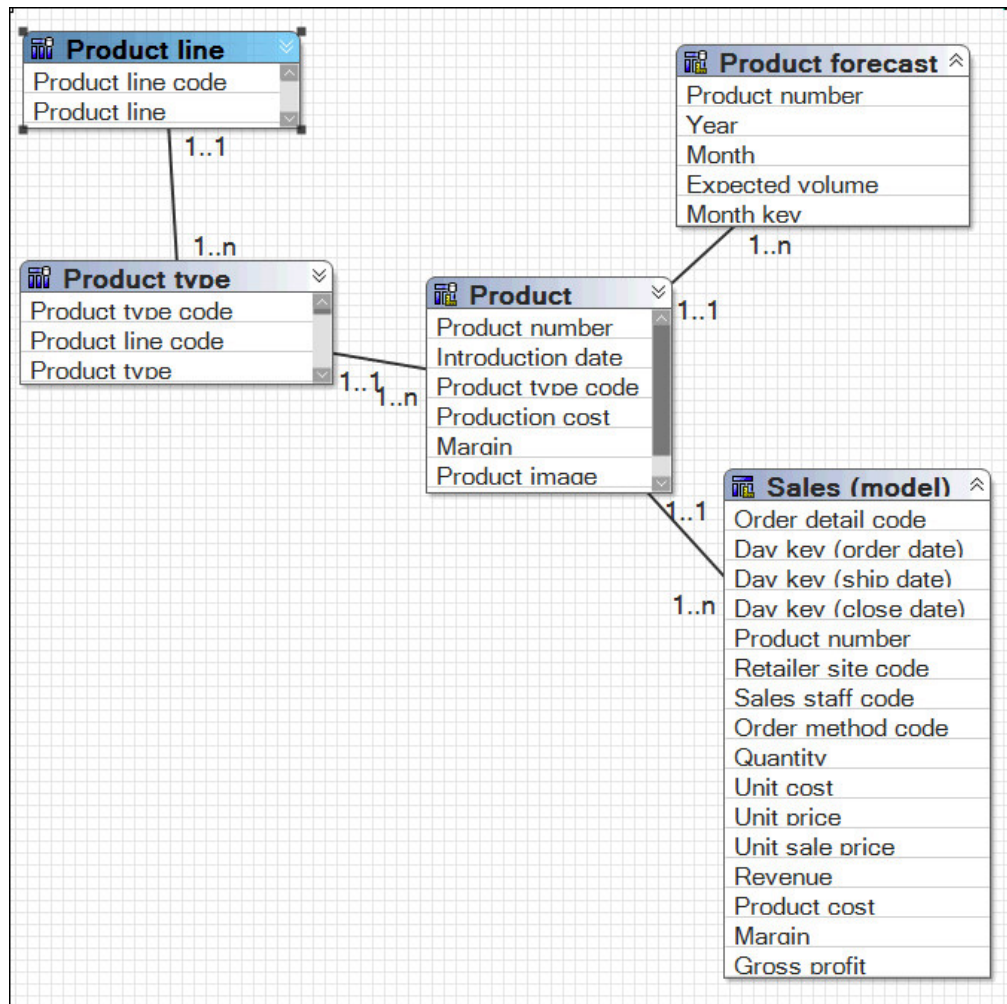 Product line
Product line code
Product line
1..1
1..n
Product type
Product type code
Product line code
Product type
1..1
1..n
Product
Product number
Introduction date
Product type code
Production cost
Margin
Product image
Product forecast
Product number
Year
Month
Expected volume
Month key
1..n
1..1
1..1
1..n
Sales (model)
Order detail code
Day key (order date)
Day key (ship date)
Day key (close date)
Product number
Retailer site code
Sales staff code
Order method code
Quantity
Unit cost
Unit price
Unit sale price
Revenue
Product cost
Margin
Gross profit